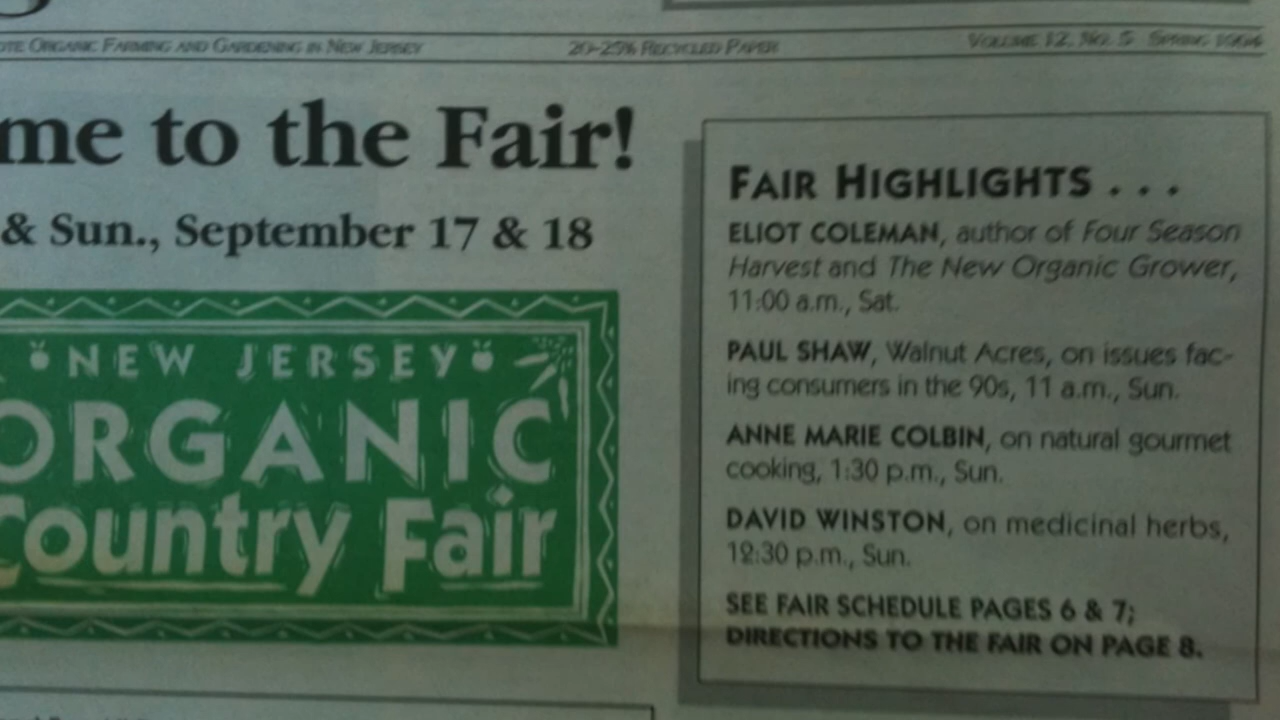 Organic Farming and Gardening in New Jersey
20-25% Recycled Paper
Volume 12, No. 5 Spring
me to the Fair!
& Sun., September 17 & 18
NEW JERSEY
ORGANIC
Country Fair
FAIR HIGHLIGHTS . . .
ELIOT COLEMAN, author of Four Season
Harvest and The New Organic Grower,
11:00 a.m., Sat.
PAUL SHAW, Walnut Acres, on issues fac-
ing consumers in the 90s, 11 a.m., Sun.
ANNE MARIE COLBIN, on natural gourmet
cooking, 1:30 p.m., Sun.
DAVID WINSTON, on medicinal herbs,
12:30 p.m., Sun.
SEE FAIR SCHEDULE PAGES 6 & 7;
DIRECTIONS TO THE FAIR ON PAGE 8.